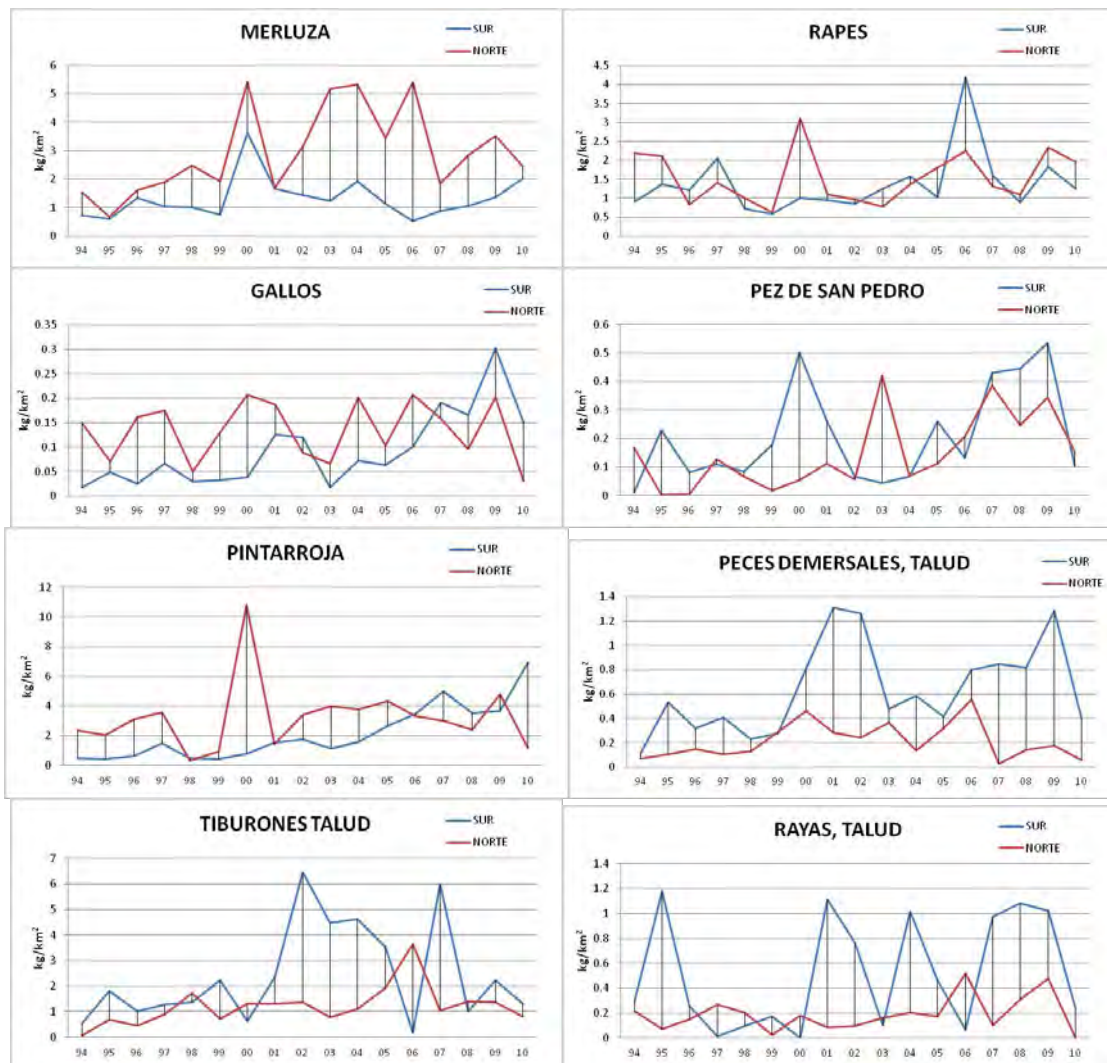 MERLUZA
SUR
NORTE
kg/km²
6
5
4
3
2
1
0
94 95 96 97 98 99 00 01 02 03 04 05 06 07 08 09 10
RAPES
SUR
NORTE
kg/km²
4.5
4
3.5
3
2.5
2
1.5
1
0.5
0
94 95 96 97 98 99 00 01 02 03 04 05 06 07 08 09 10
GALLOS
SUR
NORTE
kg/km²
0.35
0.3
0.25
0.2
0.15
0.1
0.05
0
94 95 96 97 98 99 00 01 02 03 04 05 06 07 08 09 10
PEZ DE SAN PEDRO
SUR
NORTE
kg/km²
0.6
0.5
0.4
0.3
0.2
0.1
0
94 95 96 97 98 99 00 01 02 03 04 05 06 07 08 09 10
PINTARROJA
SUR
NORTE
kg/km²
12
10
8
6
4
2
0
94 95 96 97 98 99 00 01 02 03 04 05 06 07 08 09 10
PECES DEMERSALES, TALUD
SUR
NORTE
kg/km²
1.4
1.2
1
0.8
0.6
0.4
0.2
0
94 95 96 97 98 99 00 01 02 03 04 05 06 07 08 09 10
TIBURONES TALUD
SUR
NORTE
kg/km²
7
6
5
4
3
2
1
0
94 95 96 97 98 99 00 01 02 03 04 05 06 07 08 09 10
RAYAS, TALUD
SUR
NORTE
kg/km²
1.4
1.2
1
0.8
0.6
0.4
0.2
0
94 95 96 97 98 99 00 01 02 03 04 05 06 07 08 09 10